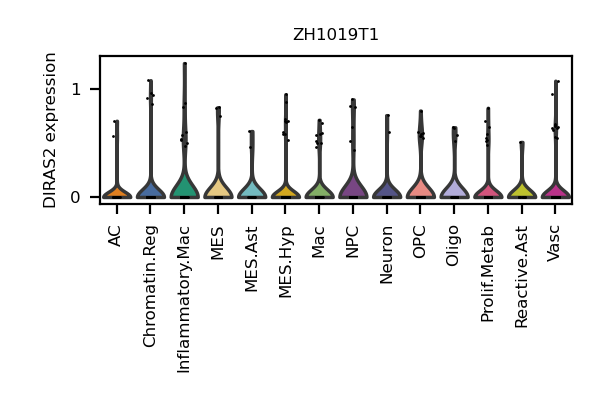 ZH1019T1
DIRAS2 expression
1
0
AC
Chromatin.Reg
Inflammatory.Mac
MES
MES.Ast
MES.Hyp
Mac
NPC
Neuron
OPC
Oligo
Prolif.Metab
Reactive.Ast
Vasc